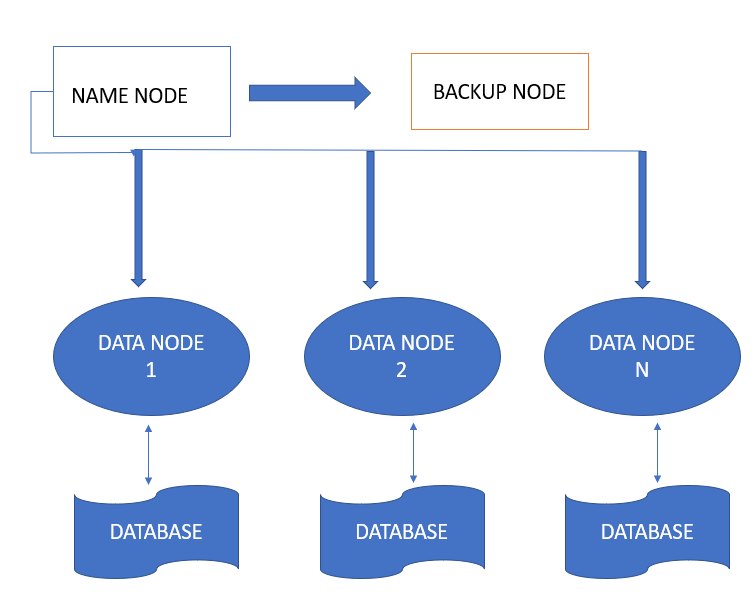 NAME NODE
BACKUP NODE
DATA NODE
1
DATA NODE
2
DATA NODE
N
DATABASE
DATABASE
DATABASE